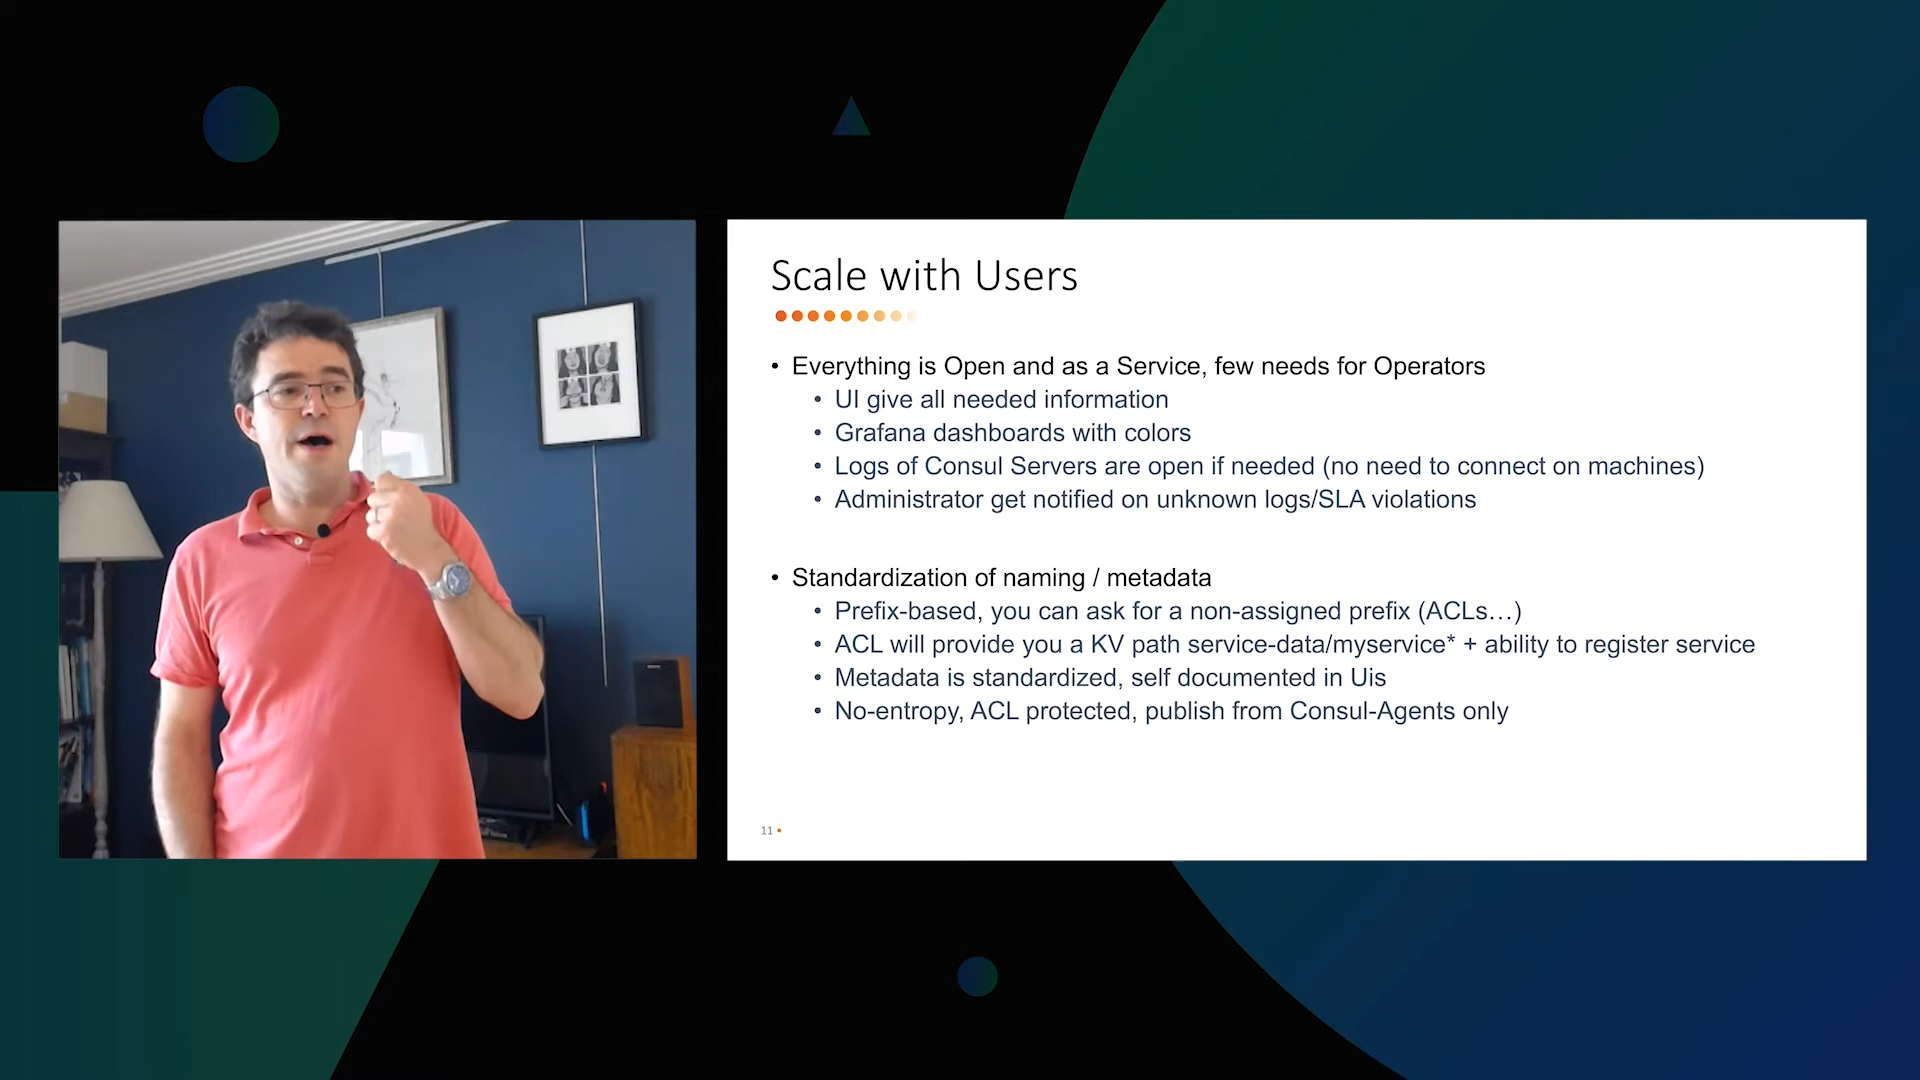 Scale with Users
• Everything is Open and as a Service, few needs for Operators
• UI give all needed information
• Grafana dashboards with colors
• Logs of Consul Servers are open if needed (no need to connect on machines)
• Administrator get notified on unknown logs/SLA violations
• Standardization of naming / metadata
• Prefix-based, you can ask for a non-assigned prefix (ACLs…)
• ACL will provide you a KV path service-data/myservice* + ability to register service
• Metadata is standardized, self documented in Uis
• No-entropy, ACL protected, publish from Consul-Agents only
11